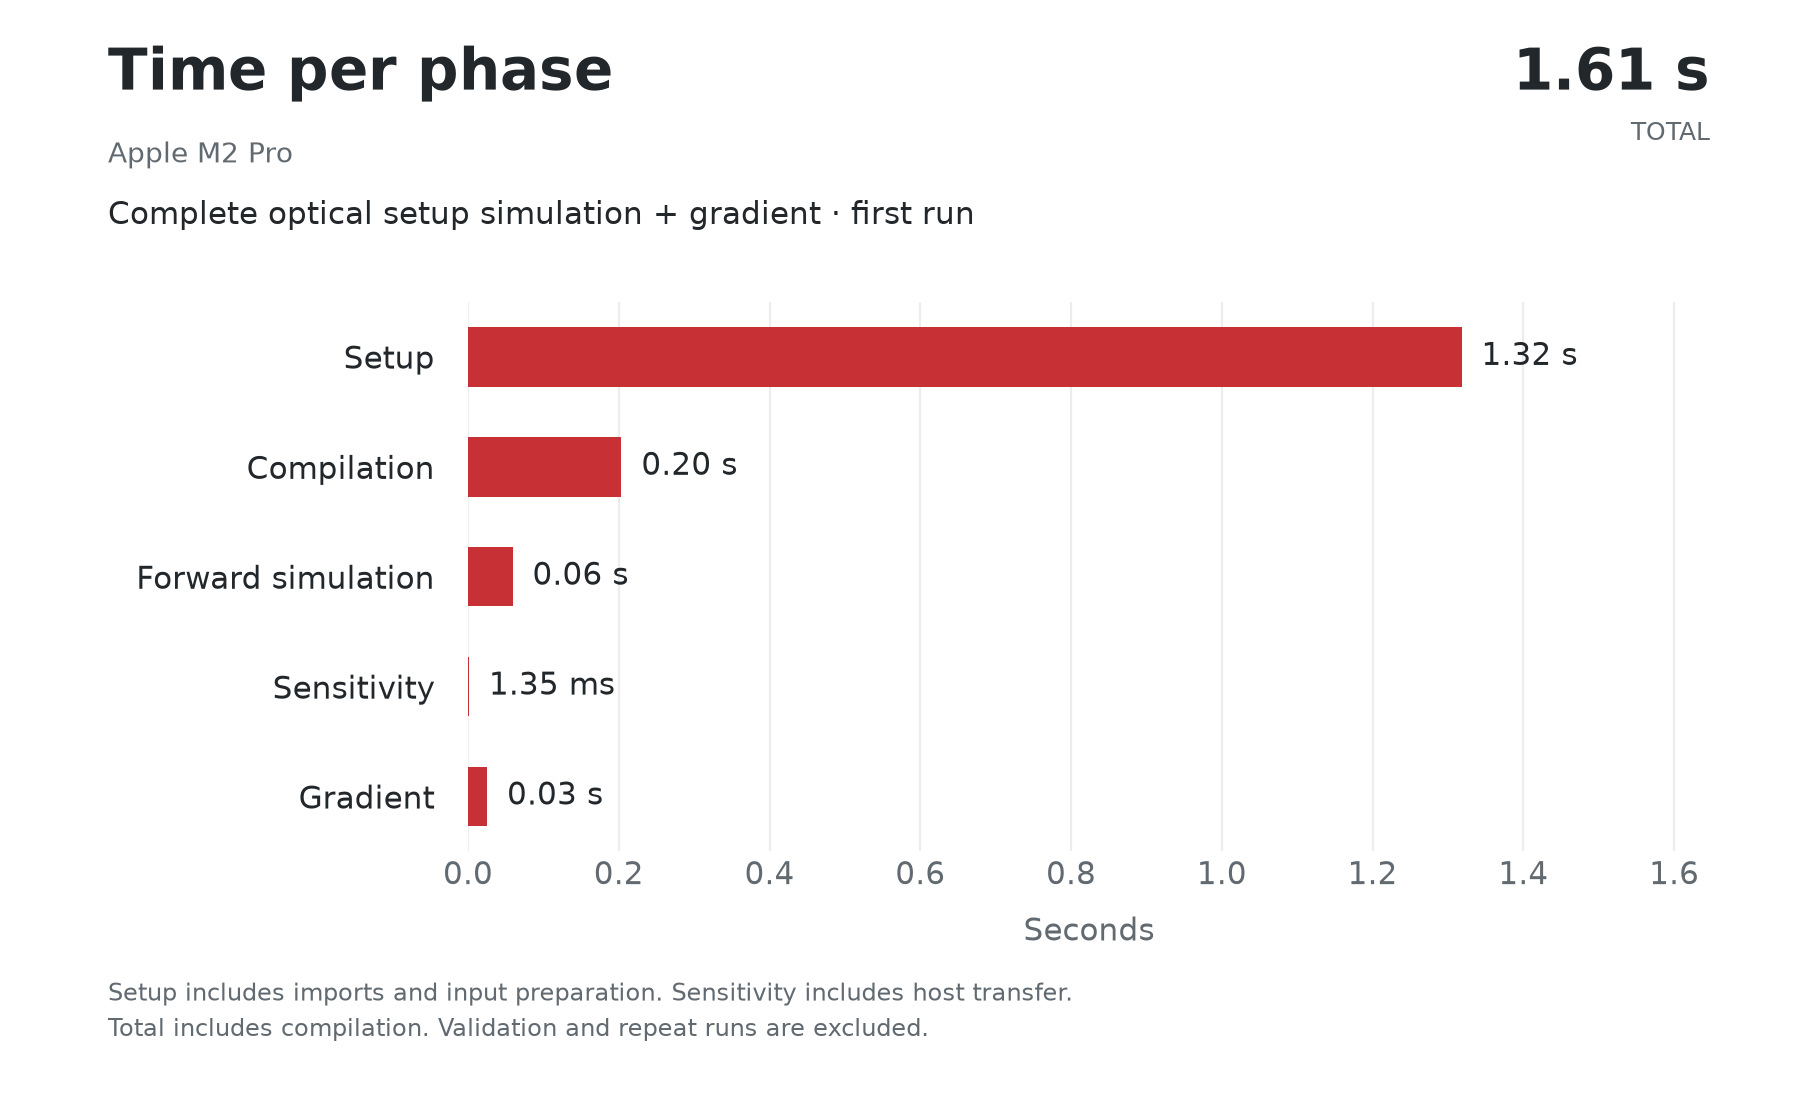 Time per phase
1.61 s
TOTAL
Apple M2 Pro
Complete optical setup simulation + gradient · first run
Setup
1.32 s
Compilation
0.20 s
Forward simulation
0.06 s
Sensitivity
1.35 ms
Gradient
0.03 s
0.0 0.2 0.4 0.6 0.8 1.0 1.2 1.4 1.6
Seconds
Setup includes imports and input preparation. Sensitivity includes host transfer.
Total includes compilation. Validation and repeat runs are excluded.